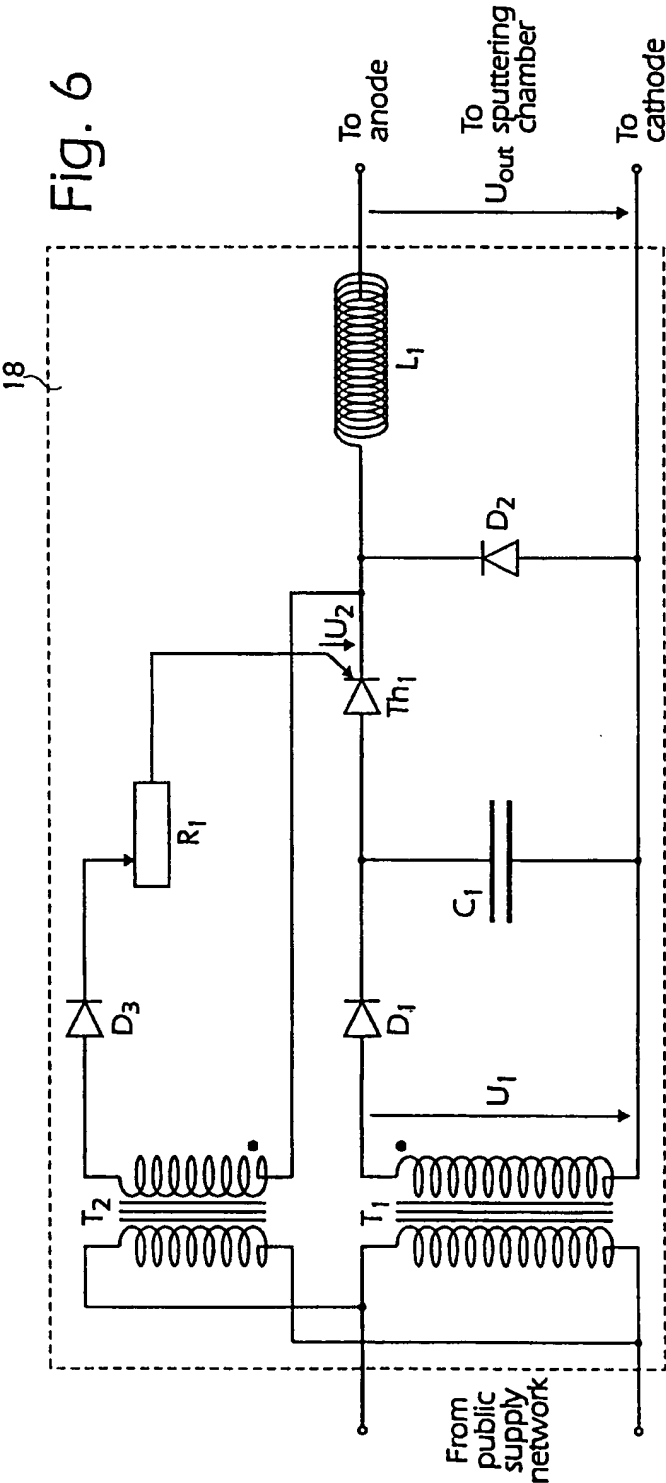 Fig. 6
18
T2
D3
R1
U2
Th1
L1
To
anode
T1
U1
D1
C1
D2
Uout
To
sputtering
chamber
To
cathode
From
public
supply
network